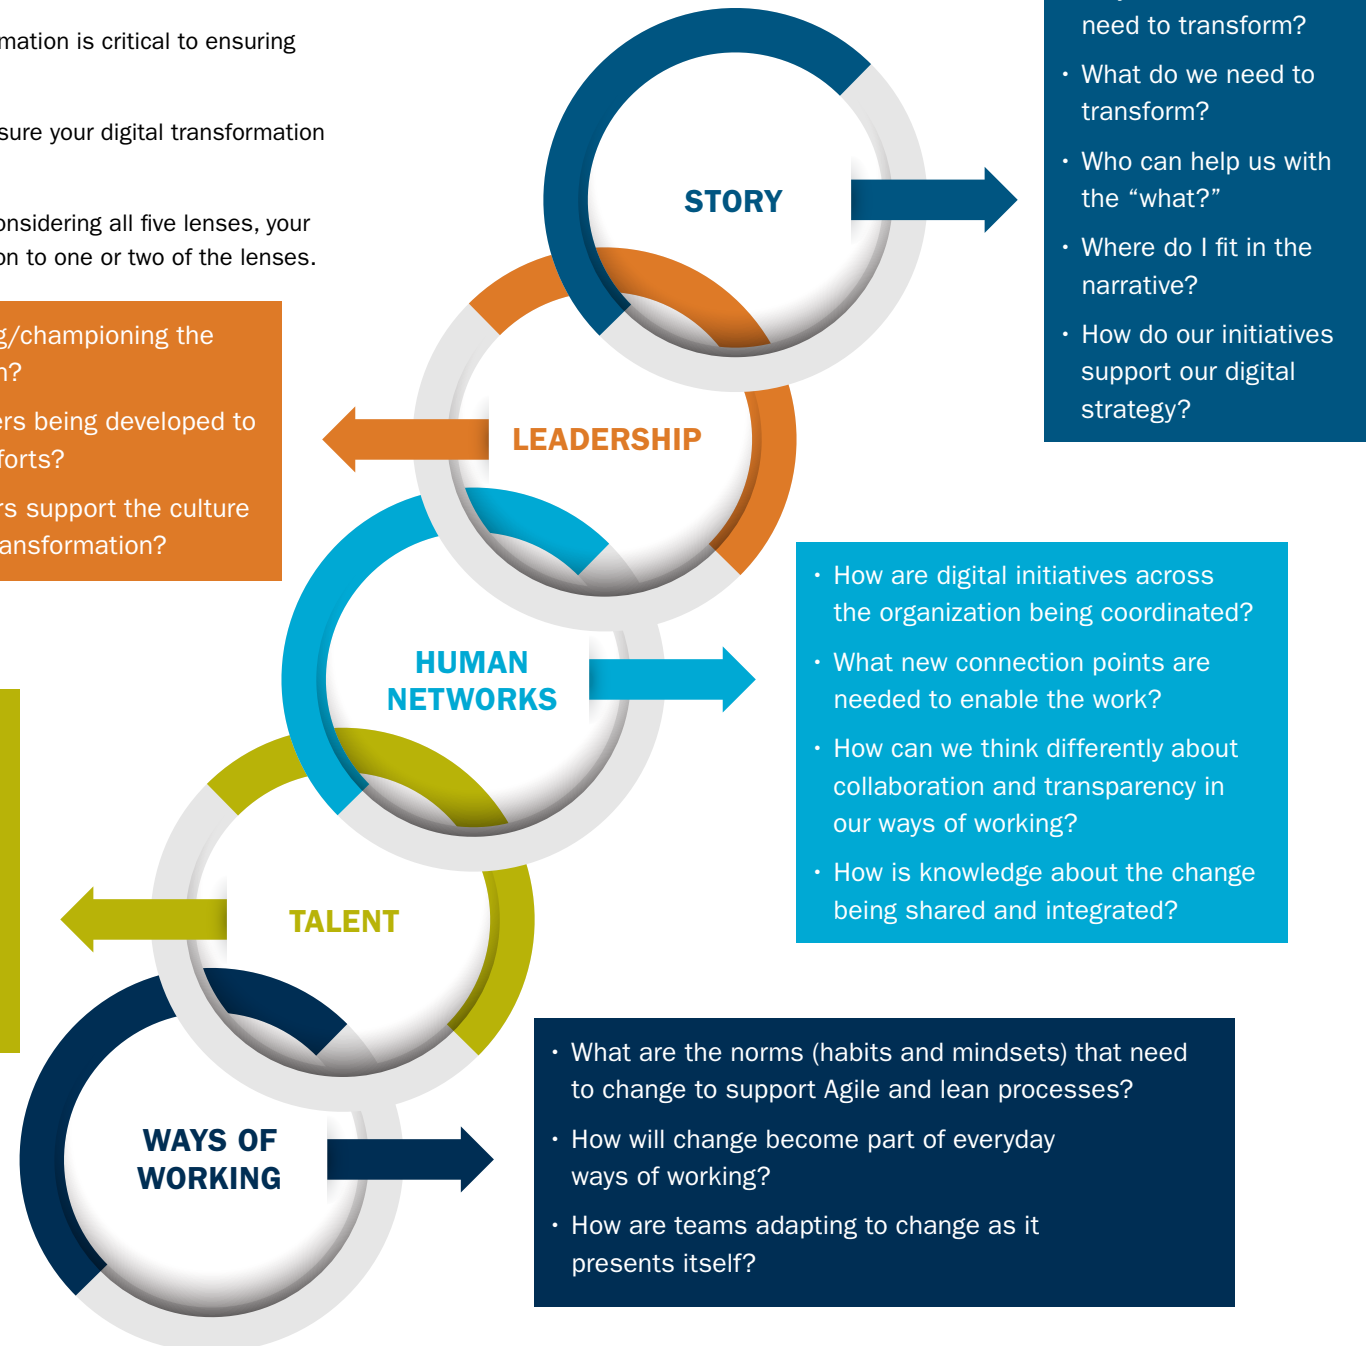 mation is critical to ensuring
sure your digital transformation
onsidering all five lenses, your
on to one or two of the lenses.
need to transform?
· What do we need to
transform?
· Who can help us with
the “what?”
· Where do I fit in the
narrative?
· How do our initiatives
support our digital
strategy?
STORY
g/championing the
n?
ers being developed to
forts?
rs support the culture
ransformation?
LEADERSHIP
HUMAN
NETWORKS
· How are digital initiatives across
the organization being coordinated?
· What new connection points are
needed to enable the work?
· How can we think differently about
collaboration and transparency in
our ways of working?
· How is knowledge about the change
being shared and integrated?
TALENT
WAYS OF
WORKING
· What are the norms (habits and mindsets) that need
to change to support Agile and lean processes?
· How will change become part of everyday
ways of working?
· How are teams adapting to change as it
presents itself?